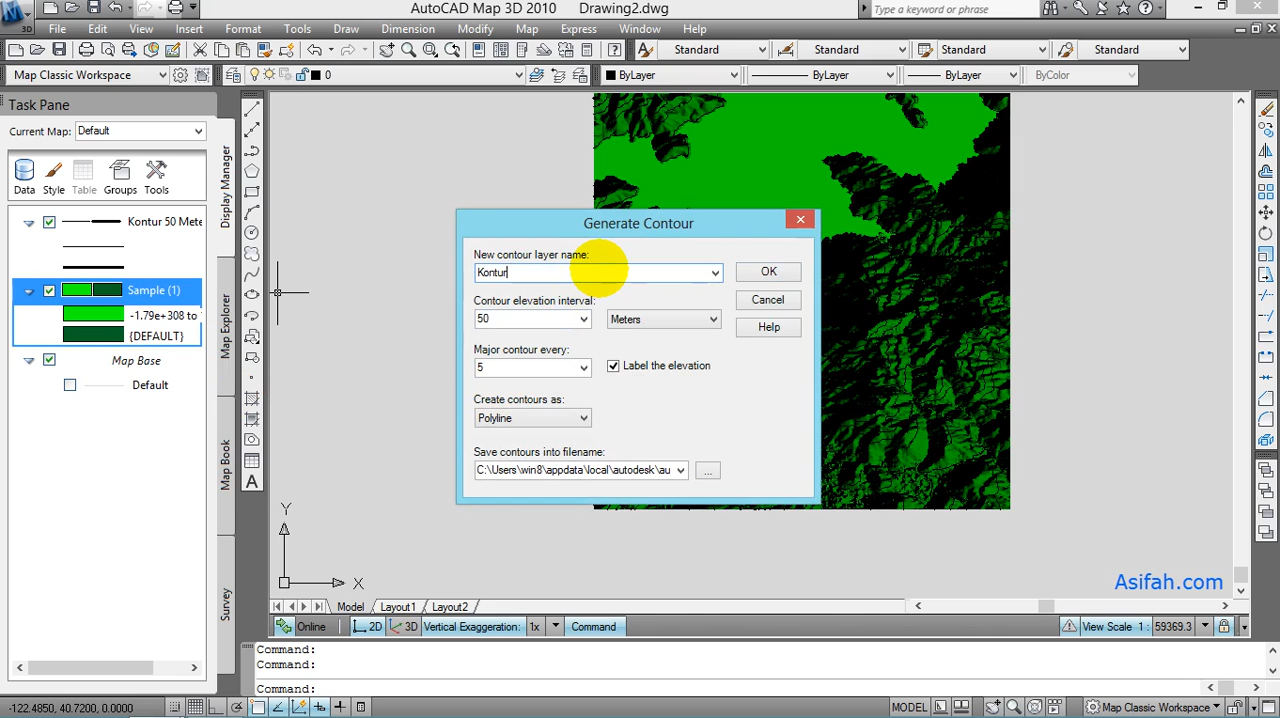 3D
AutoCAD Map 3D 2010 Drawing2.dwg
Type a keyword or phrase
File Edit View Insert Format Tools Draw Dimension Modify Map Express Window Help
Standard Standard Standard Standard
Map Classic Workspace 0 ByLayer ByLayer ByLayer ByColor
Task Pane
Current Map: Default
Data Style Table Groups Tools
Display Manager
Map Explorer
Map Book
Survey
Kontur 50 Mete
Sample (1)
-1.79e+308 to
{DEFAULT}
Map Base
Default
Generate Contour
New contour layer name:
Kontur
OK
Contour elevation interval:
Cancel
50 Meters
Help
Major contour every:
5
Label the elevation
Create contours as:
Polyline
Save contours into filename:
C:\Users\win8\appdata\local\autodesk\au ...
Y
X
Asifah.com
Model Layout1 Layout2
Online 2D 3D Vertical Exaggeration: 1x Command View Scale 1 : 59369.3
Command:
Command:
Command:
-122.4850, 40.7200, 0.0000 MODEL Map Classic Workspace